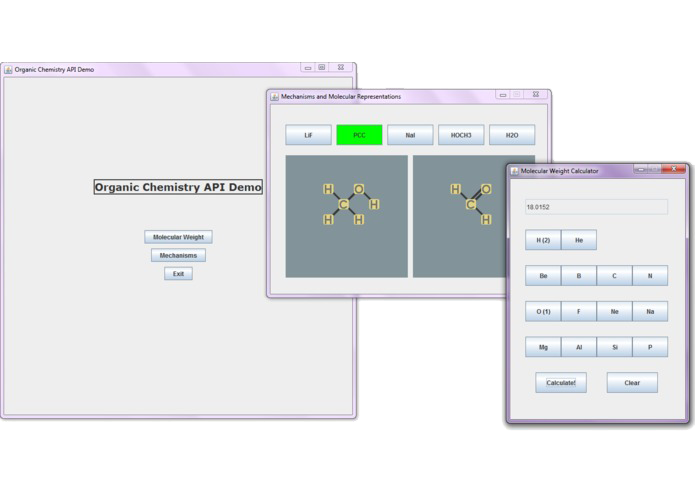 Organic Chemistry API Demo
Organic Chemistry API Demo
Molecular Weight
Mechanisms
Exit
Mechanisms and Molecular Representations
LiF PCC NaI HOCH3 H2O
H O
C H
H H
H O
C
H
Molecular Weight Calculator
18.0152
H (2) He
Be B C N
O (1) F Ne Na
Mg Al Si P
Calculate! Clear